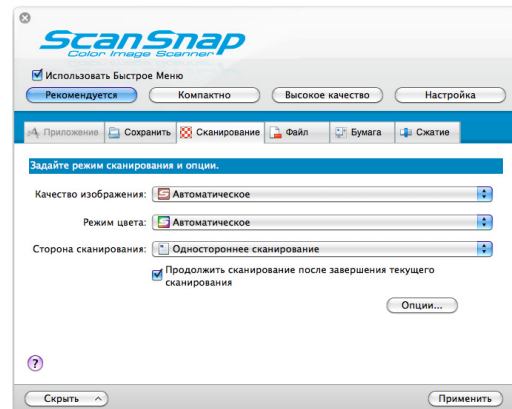 ScanSnap
Color Image Scanner
Использовать Быстрое Меню
Рекомендуется Компактно Высокое качество Настройка
Приложение Сохранить Сканирование Файл Бумага Сжатие
Задайте режим сканирования и опции.
Качество изображения: Автоматическое
Режим цвета: Автоматическое
Сторона сканирования: Одностороннее сканирование
Продолжить сканирование после завершения текущего
сканирования
Опции...
?
Скрыть Применить